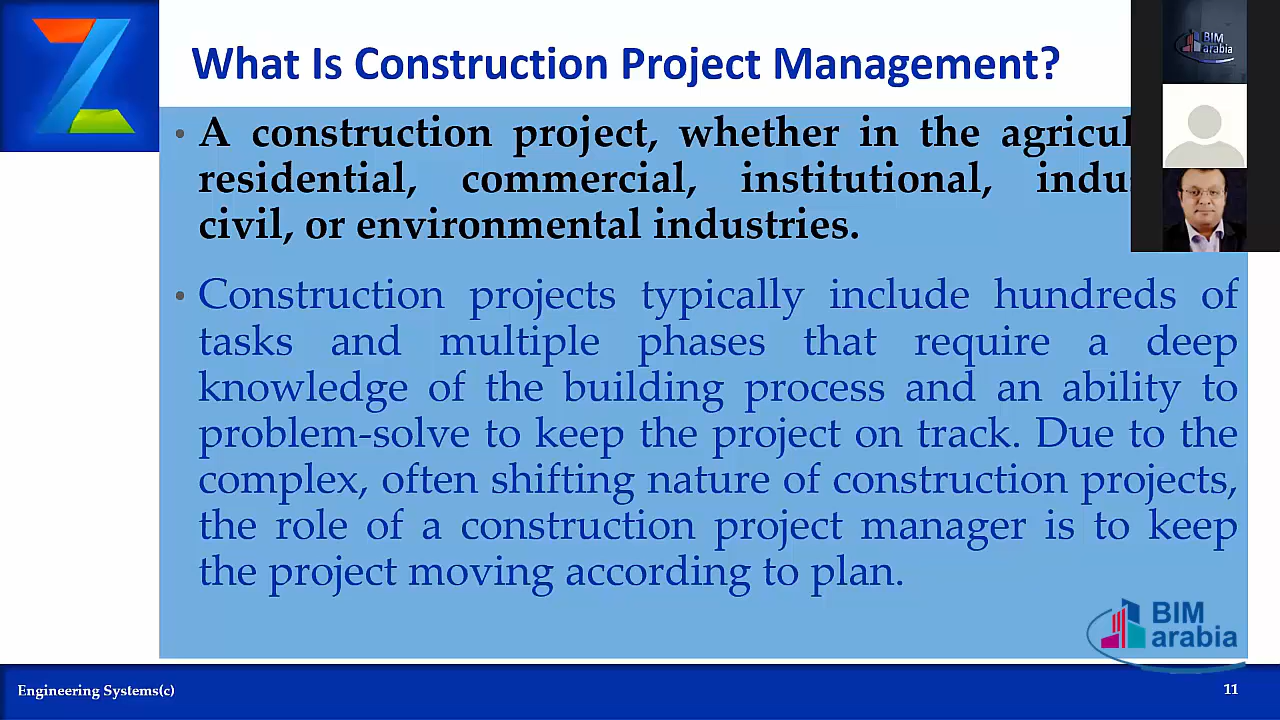 What Is Construction Project Management?
BIM
arabia
• A construction project, whether in the
residential, commercial, institutional,
civil, or environmental industries.
• Construction projects typically include hundreds of
tasks and multiple phases that require a deep
knowledge of the building process and an ability to
problem-solve to keep the project on track. Due to the
complex, often shifting nature of construction projects,
the role of a construction project manager is to keep
the project moving according to plan.
BIM
arabia
Engineering Systems(c)
11